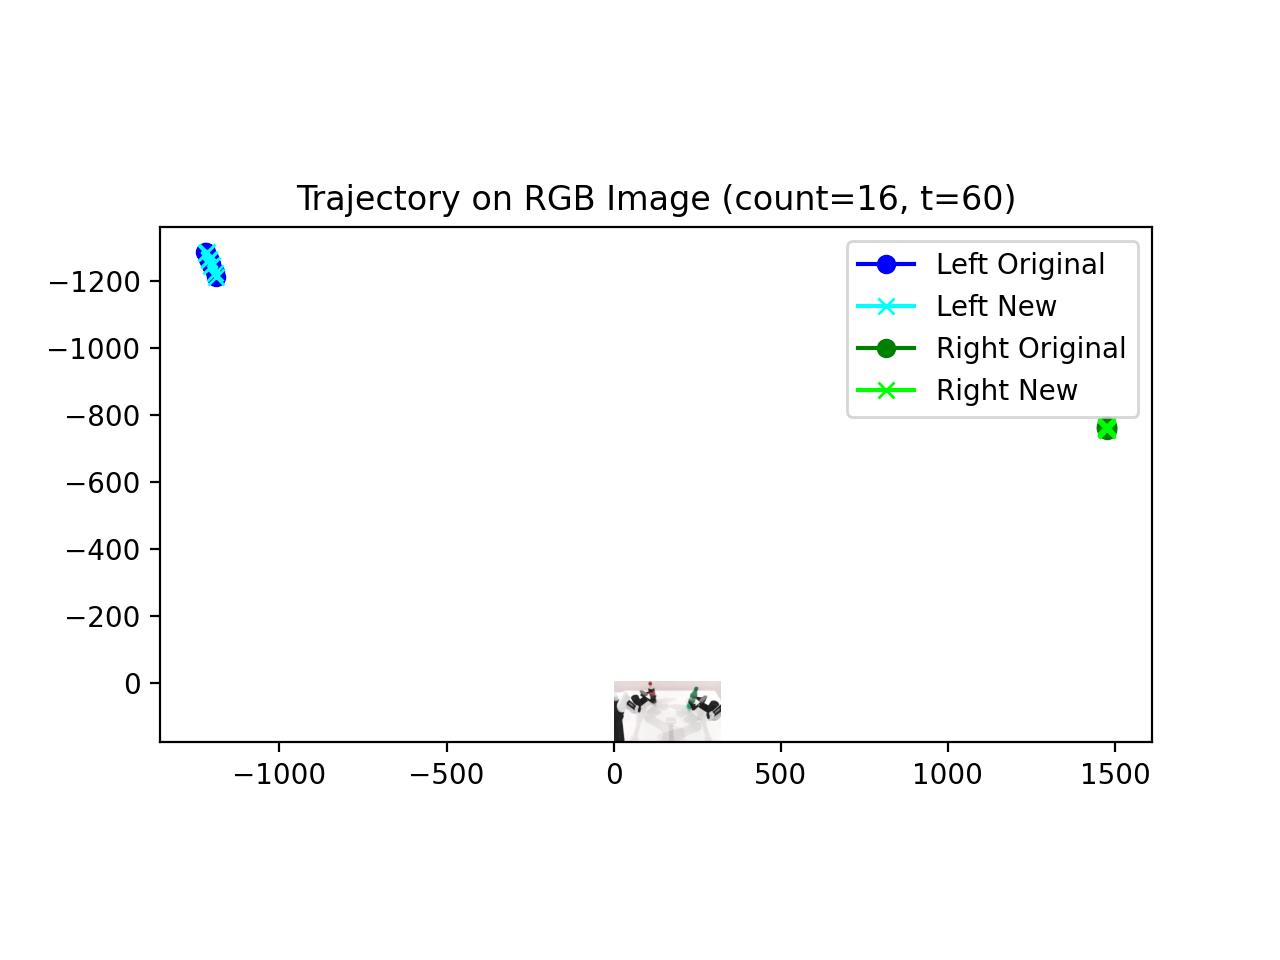 Trajectory on RGB Image (count=16, t=60)
Left Original
Left New
Right Original
Right New
−1200
−1000
−800
−600
−400
−200
0
−1000
−500
0
500
1000
1500